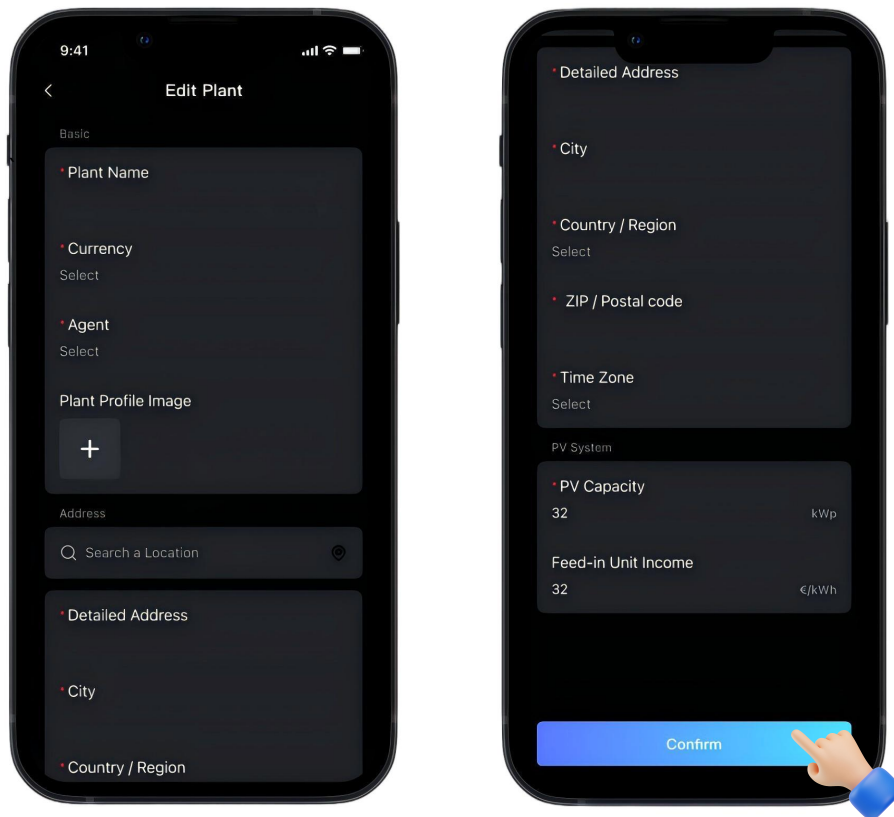 9:41
Edit Plant
Basic
* Plant Name
* Currency
Select
* Agent
Select
Plant Profile Image
+
Address
Search a Location
* Detailed Address
* City
* Country / Region
* Detailed Address
* City
* Country / Region
Select
* ZIP / Postal code
* Time Zone
Select
PV System
* PV Capacity
32 kWp
Feed-in Unit Income
32 €/kWh
Confirm